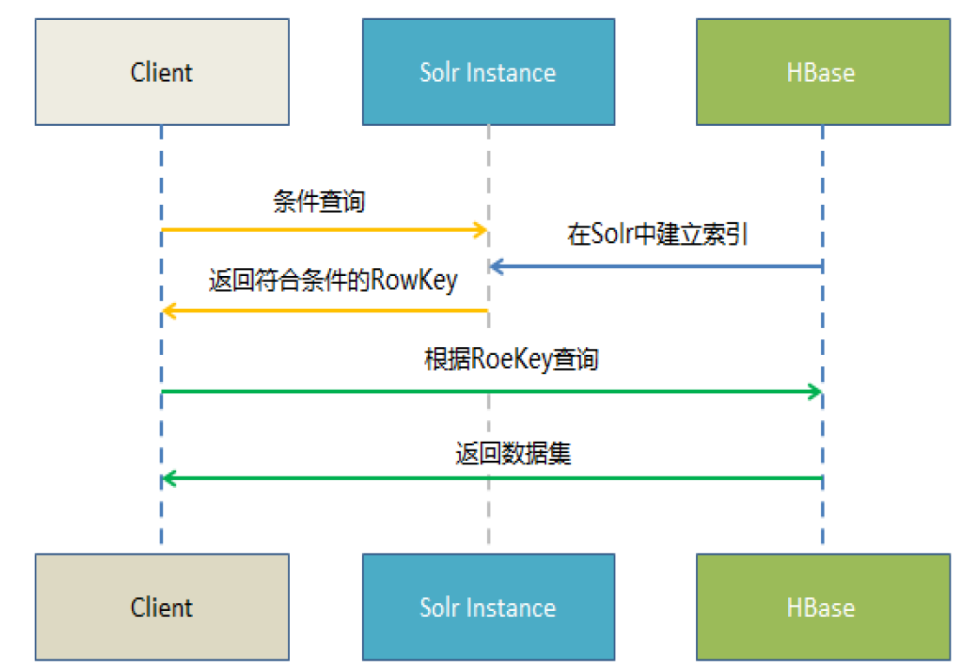 Client
Solr Instance
HBase
条件查询
在Solr中建立索引
返回符合条件的RowKey
根据RoeKey查询
返回数据集
Client
Solr Instance
HBase